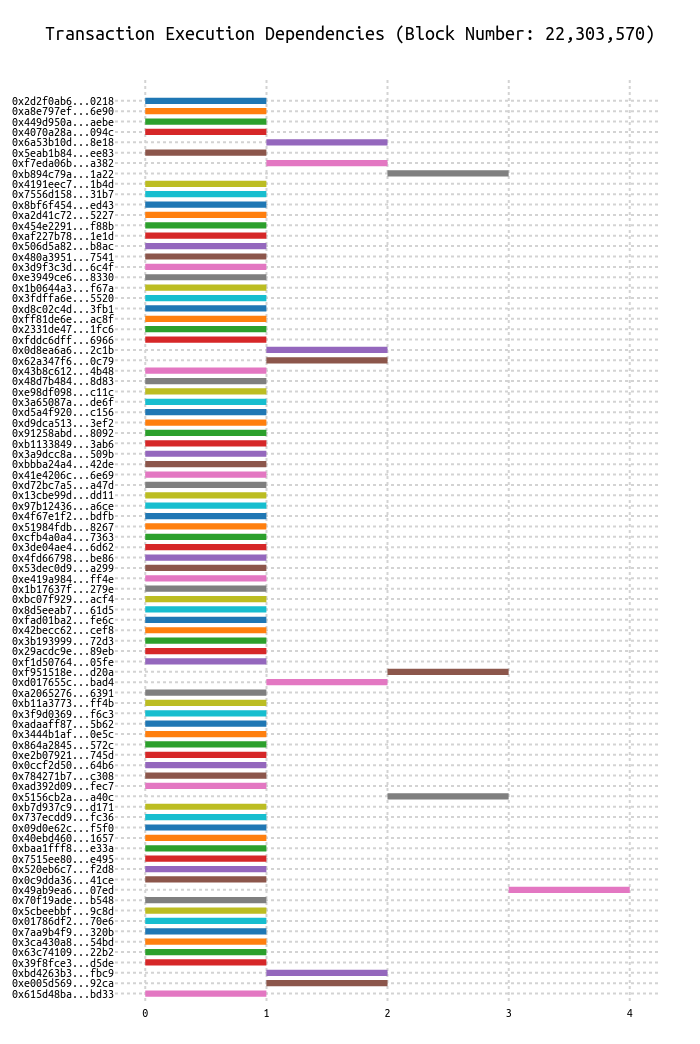 Transaction Execution Dependencies (Block Number: 22,303,570)
0x2d2f0ab6...0218
0xa8e797ef...6e90
0x449d950a...aebe
0x4070a28a...094c
0x6a53b10d...8e18
0x5eab1b84...ee83
0xf7eda06b...a382
0xb894c79a...1a22
0x4191eec7...1b4d
0x7556d158...31b7
0x8bf6f454...ed43
0xa2d41c72...5227
0x454e2291...f88b
0xaf227b78...1e1d
0x506d5a82...b8ac
0x480a3951...7541
0x3d9f3c3d...6c4f
0xe3949ce6...8330
0x1b0644a3...f67a
0x3fdffa6e...5520
0xd8c02c4d...3fb1
0xff81de6e...ac8f
0x2331de47...1fc6
0xfddc6dff...6966
0x0d8ea6a6...2c1b
0x62a347f6...0c79
0x43b8c612...4b48
0x48d7b484...8d83
0xe98df098...c11c
0x3a65087a...de6f
0xd5a4f920...c156
0xd9dca513...3ef2
0x91258abd...8092
0xb1133849...3ab6
0x3a9dcc8a...509b
0xbbba24a4...42de
0x41e4206c...6e69
0xd72bc7a5...a47d
0x13cbe99d...dd11
0x97b12436...a6ce
0x4f67e1f2...bdfb
0x51984fdb...8267
0xcfb4a0a4...7363
0x3de04ae4...6d62
0x4fd66798...be86
0x53dec0d9...a299
0xe419a984...ff4e
0x1b17637f...279e
0xbc07f929...acf4
0x8d5eeab7...61d5
0xfad01ba2...fe6c
0x42becc62...cef8
0x3b193999...72d3
0x29acdc9e...89eb
0xf1d50764...05fe
0xf951518e...d20a
0xd017655c...bad4
0xa2065276...6391
0xb11a3773...ff4b
0x3f9d0369...f6c3
0xadaaff87...5b62
0x3444b1af...0e5c
0x864a2845...572c
0xe2b07921...745d
0x0ccf2d50...64b6
0x784271b7...c308
0xad392d09...fec7
0x5156cb2a...a40c
0xb7d937c9...d171
0x737ecdd9...fc36
0x09d0e62c...f5f0
0x40ebd460...1657
0xbaa1fff8...e33a
0x7515ee80...e495
0x520eb6c7...f2d8
0x0c9dda36...41ce
0x49ab9ea6...07ed
0x70f19ade...b548
0x5cbeebbf...9c8d
0x01786df2...70e6
0x7aa9b4f9...320b
0x3ca430a8...54bd
0x63c74109...22b2
0x39f8fce3...d5de
0xbd4263b3...fbc9
0xe005d569...92ca
0x615d48ba...bd33
0 1 2 3 4